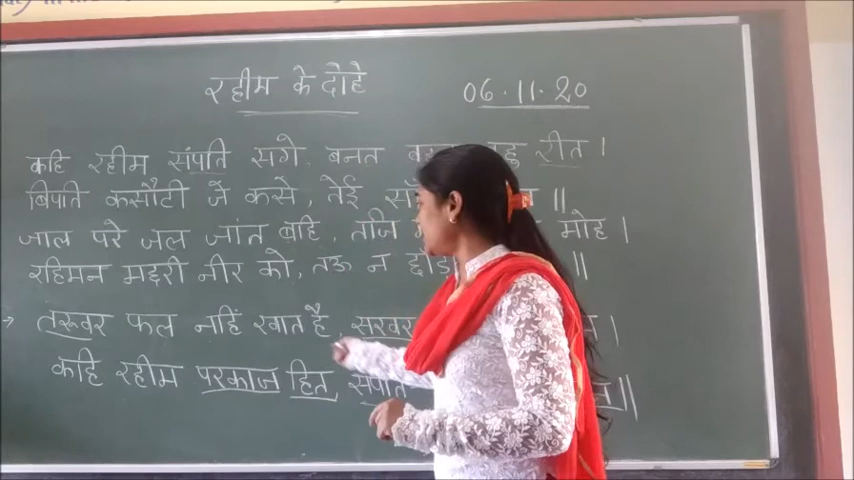 रहीम के दोहे
06.11.20
कहि रहीम संपति सगे बनत रीत ।
बिपति कसौटी जे कसे, तेई ॥
जाल परे जल जांत बहि, तजि मोह ।
रहिमन मछरी नीर को, तऊ न ॥
तरूवर फल नहिं खात है, सरवर ।
कहि रहीम परकाज हित, संपति ॥